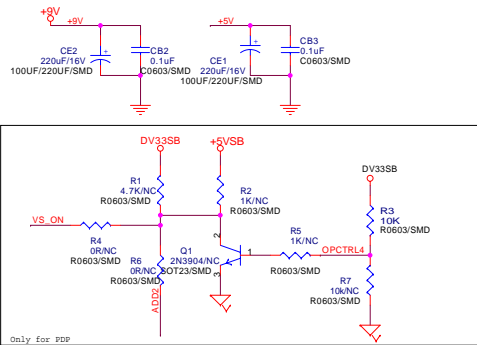 +9V
+9V
CE2
220uF/16V
100UF/220UF/SMD
+
CB2
0.1uF
C0603/SMD
+5V
CE1
220uF/16V
100UF/220UF/SMD
+
CB3
0.1uF
C0603/SMD
DV33SB
+5VSB
R1
4.7K/NC
R0603/SMD
R2
1K/NC
R0603/SMD
DV33SB
R3
10K
R0603/SMD
VS_ON
R4
0R/NC
R0603/SMD
R6
0R/NC
R0603/SMD
ADD2
Q1
2N3904/NC
SOT23/SMD
2
1
3
R5
1K/NC
R0603/SMD
OPCTRL4
R7
10k/NC
R0603/SMD
Only for PDP